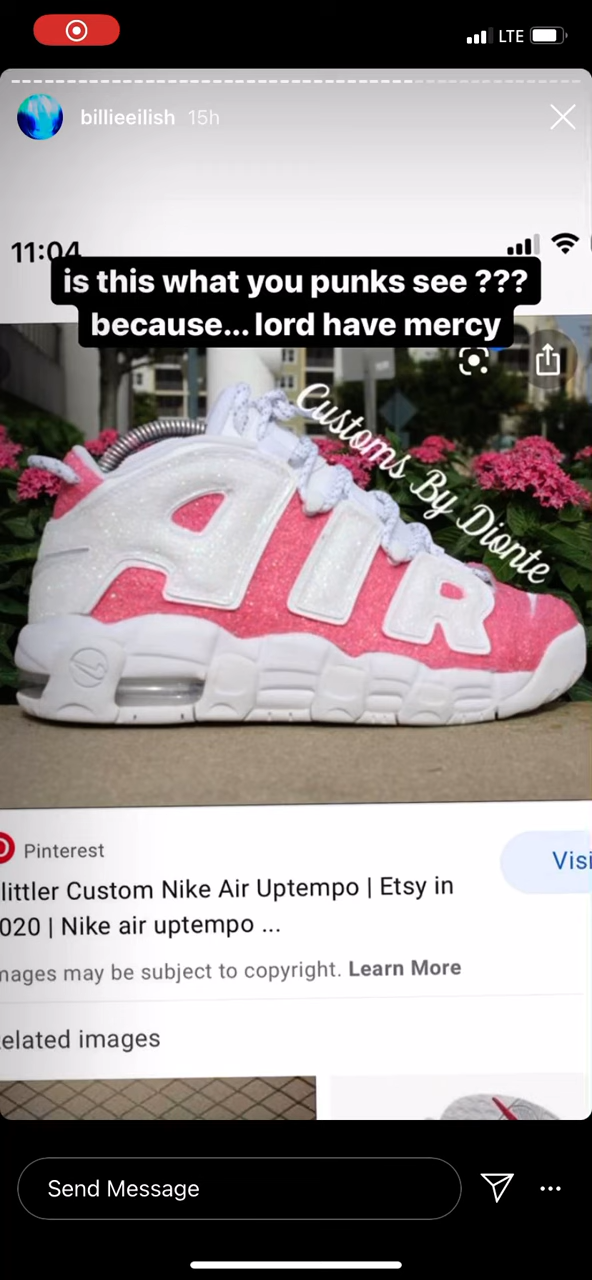 LTE
billieeilish 15h
11:04
is this what you punks see ???
because... lord have mercy
Customs By Dionte
AIR
Pinterest
littler Custom Nike Air Uptempo | Etsy in
020 | Nike air uptempo ...
mages may be subject to copyright. Learn More
elated images
Visi
Send Message